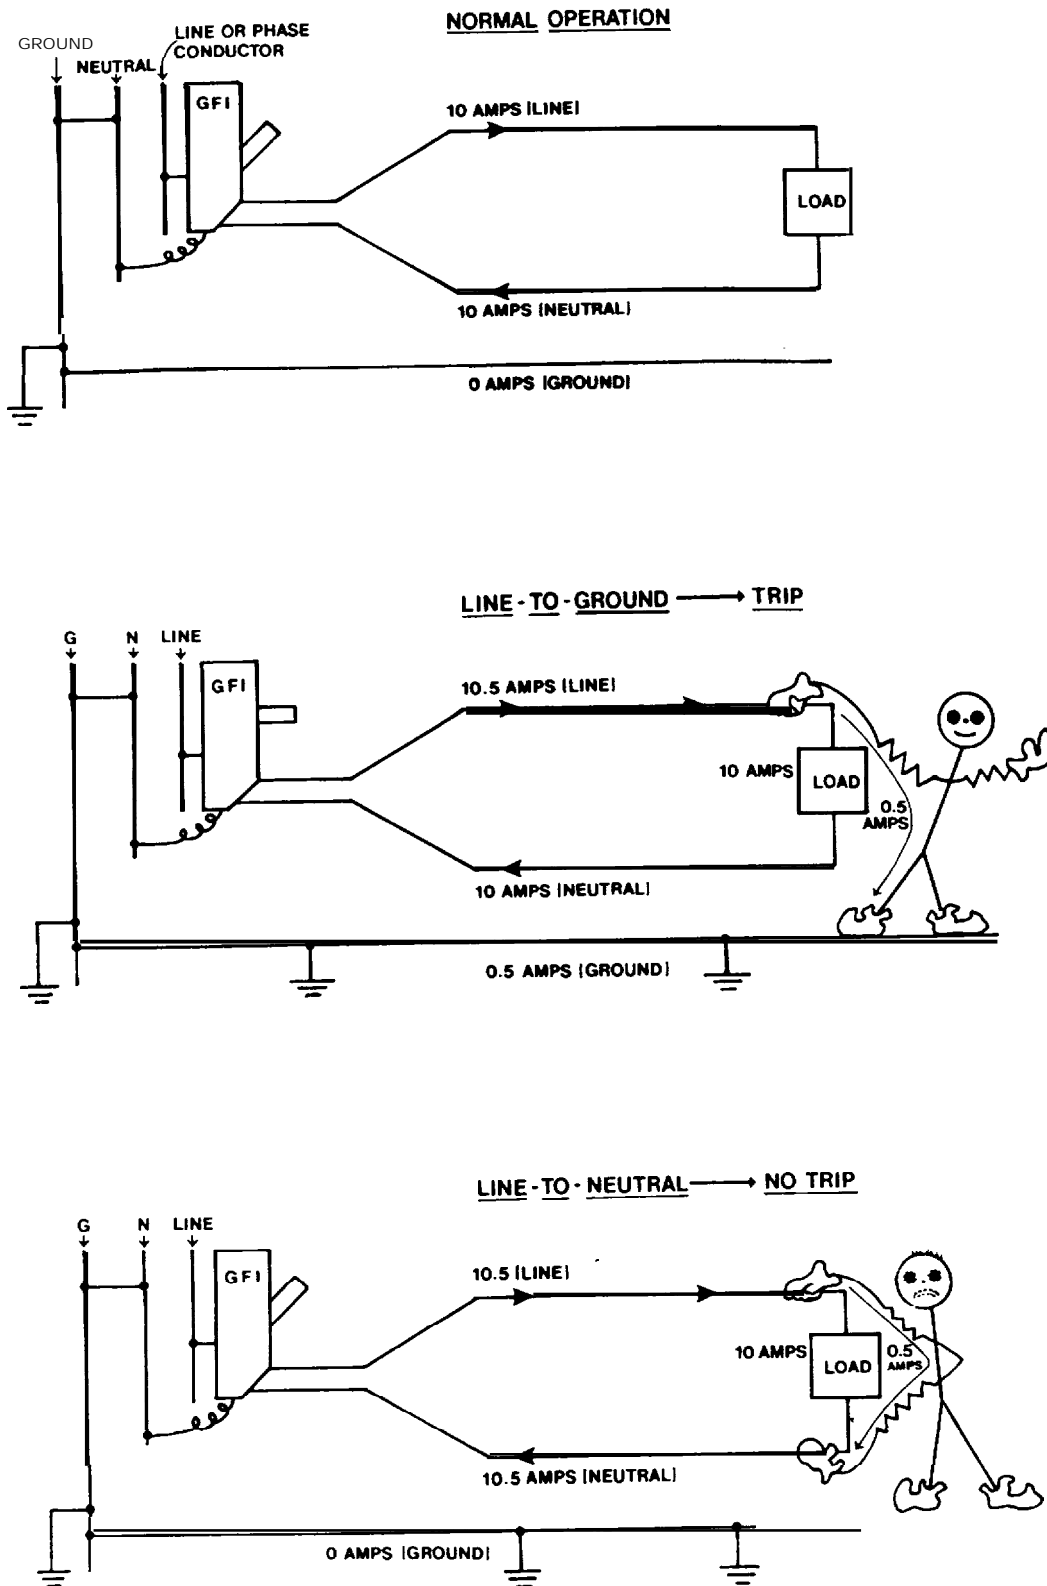 NORMAL OPERATION
GROUND
NEUTRAL
LINE OR PHASE
CONDUCTOR
GFI
10 AMPS (LINE)
LOAD
10 AMPS (NEUTRAL)
0 AMPS (GROUND)
LINE-TO-GROUND → TRIP
G
N
LINE
GFI
10.5 AMPS (LINE)
10 AMPS
LOAD
0.5
AMPS
10 AMPS (NEUTRAL)
0.5 AMPS (GROUND)
LINE-TO-NEUTRAL → NO TRIP
G
N
LINE
GFI
10.5 (LINE)
10 AMPS
LOAD
0.5
AMPS
10.5 AMPS (NEUTRAL)
0 AMPS (GROUND)